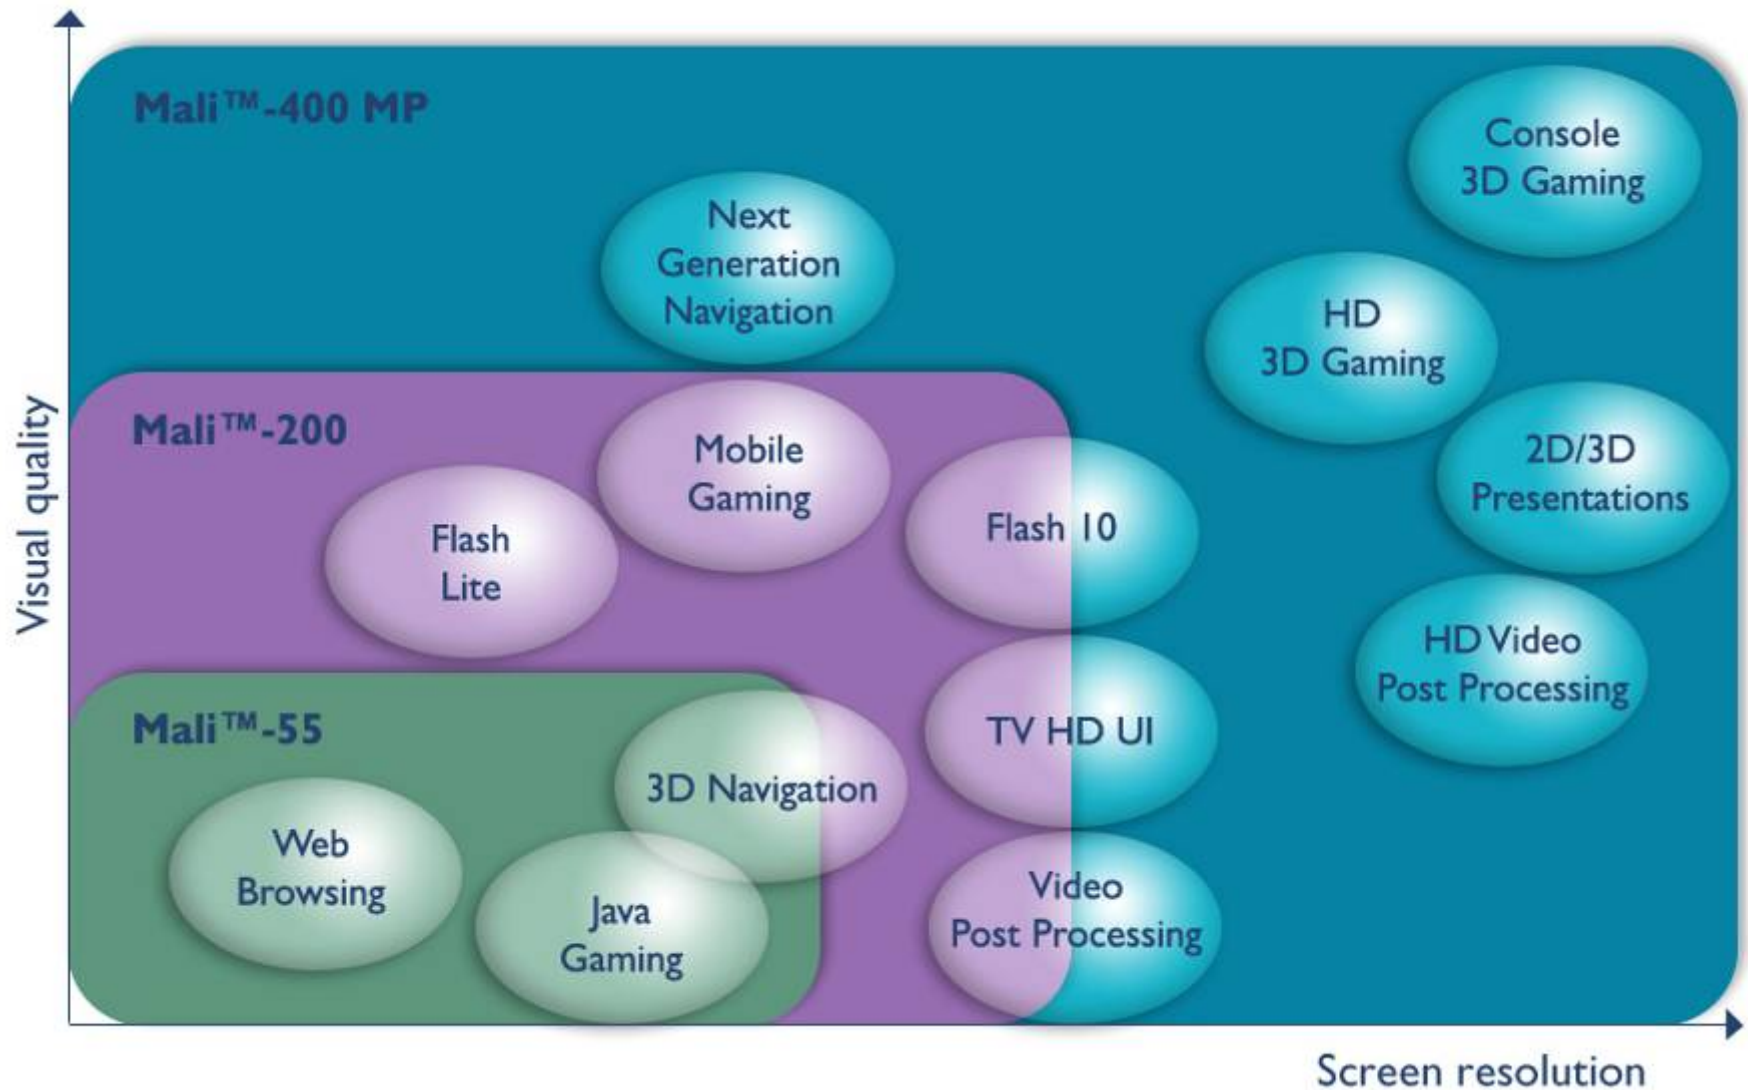 Mali™-400 MP
Console
3D Gaming
Next
Generation
Navigation
HD
3D Gaming
Mali™-200
Mobile
Gaming
2D/3D
Presentations
Flash 10
Flash
Lite
Visual quality
HD Video
Post Processing
Mali™-55
TV HD UI
3D Navigation
Web
Browsing
Java
Gaming
Video
Post Processing
Screen resolution